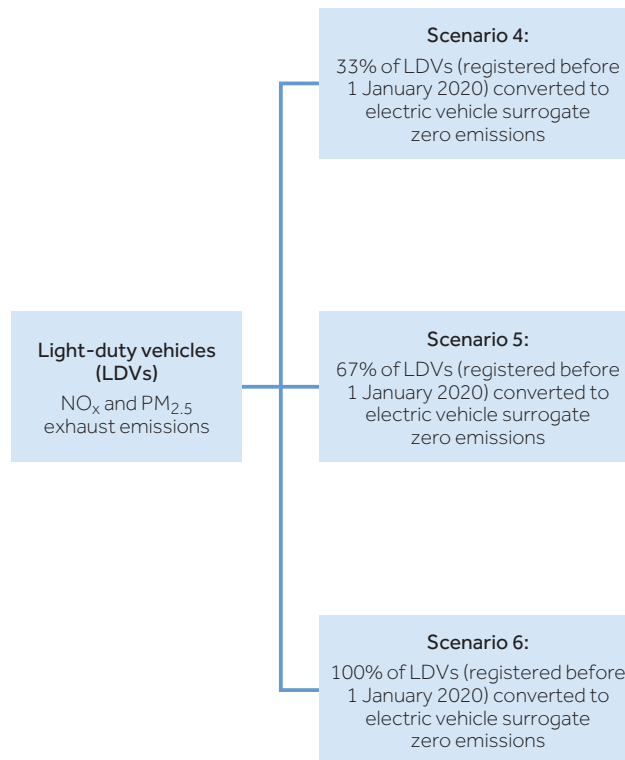 Scenario 4:
33% of LDVs (registered before
1 January 2020) converted to
electric vehicle surrogate
zero emissions
Light-duty vehicles
(LDVs)
NOₓ and PM₂.₅
exhaust emissions
Scenario 5:
67% of LDVs (registered before
1 January 2020) converted to
electric vehicle surrogate
zero emissions
Scenario 6:
100% of LDVs (registered before
1 January 2020) converted to
electric vehicle surrogate
zero emissions